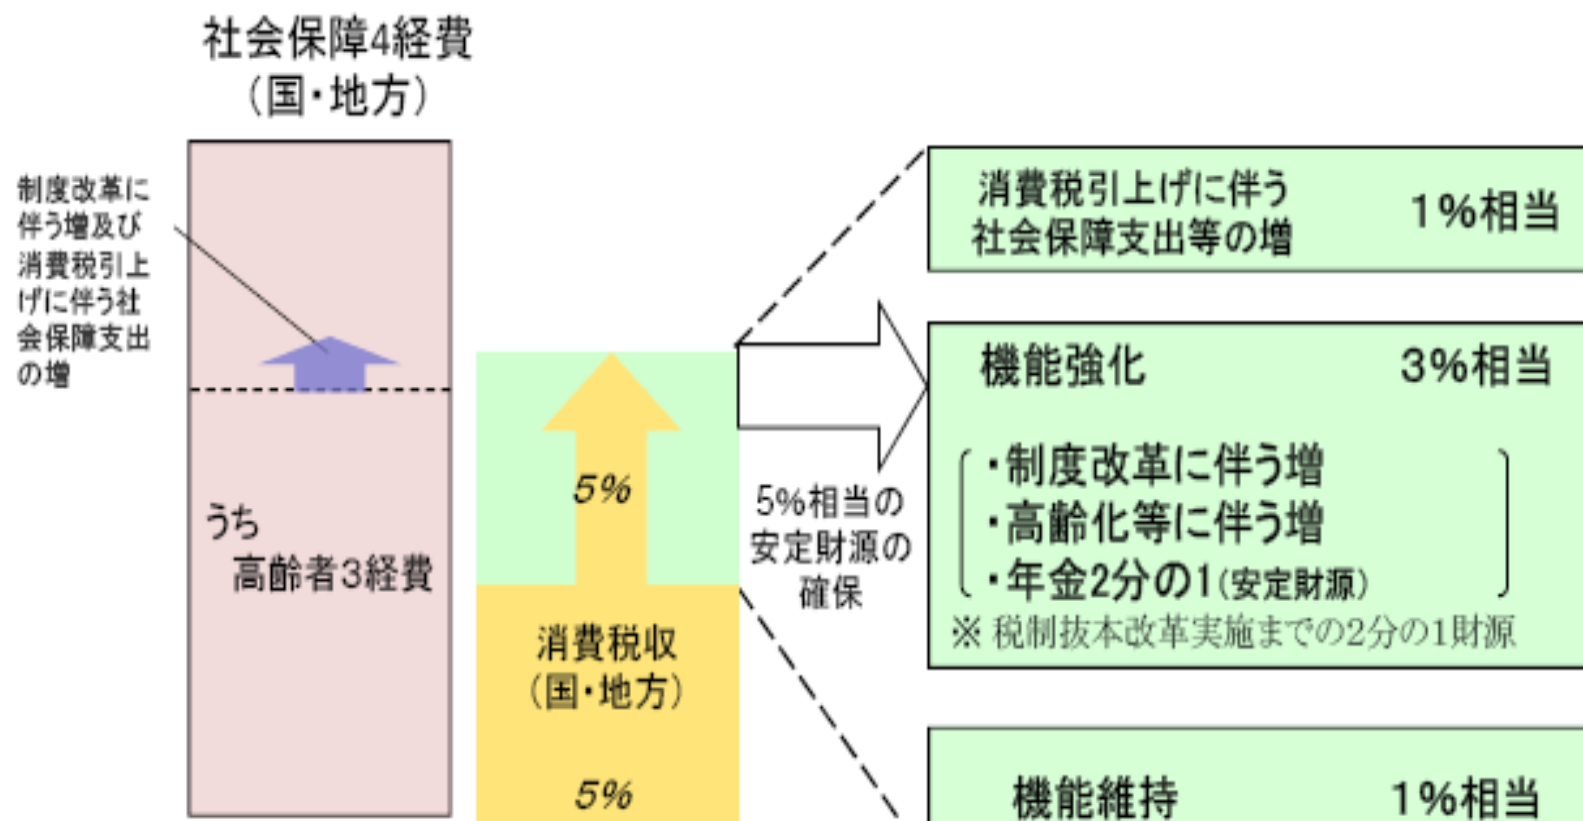 社会保障4経費
（国・地方）
制度改革に
伴う増及び
消費税引上
げに伴う社
会保障支出
の増
うち
高齢者3経費
5%
消費税収
（国・地方）
5%
5%相当の
安定財源の
確保
消費税引上げに伴う
社会保障支出等の増
1%相当
機能強化 3%相当
・制度改革に伴う増
・高齢化等に伴う増
・年金2分の1（安定財源）
※ 税制抜本改革実施までの2分の1財源
機能維持 1%相当